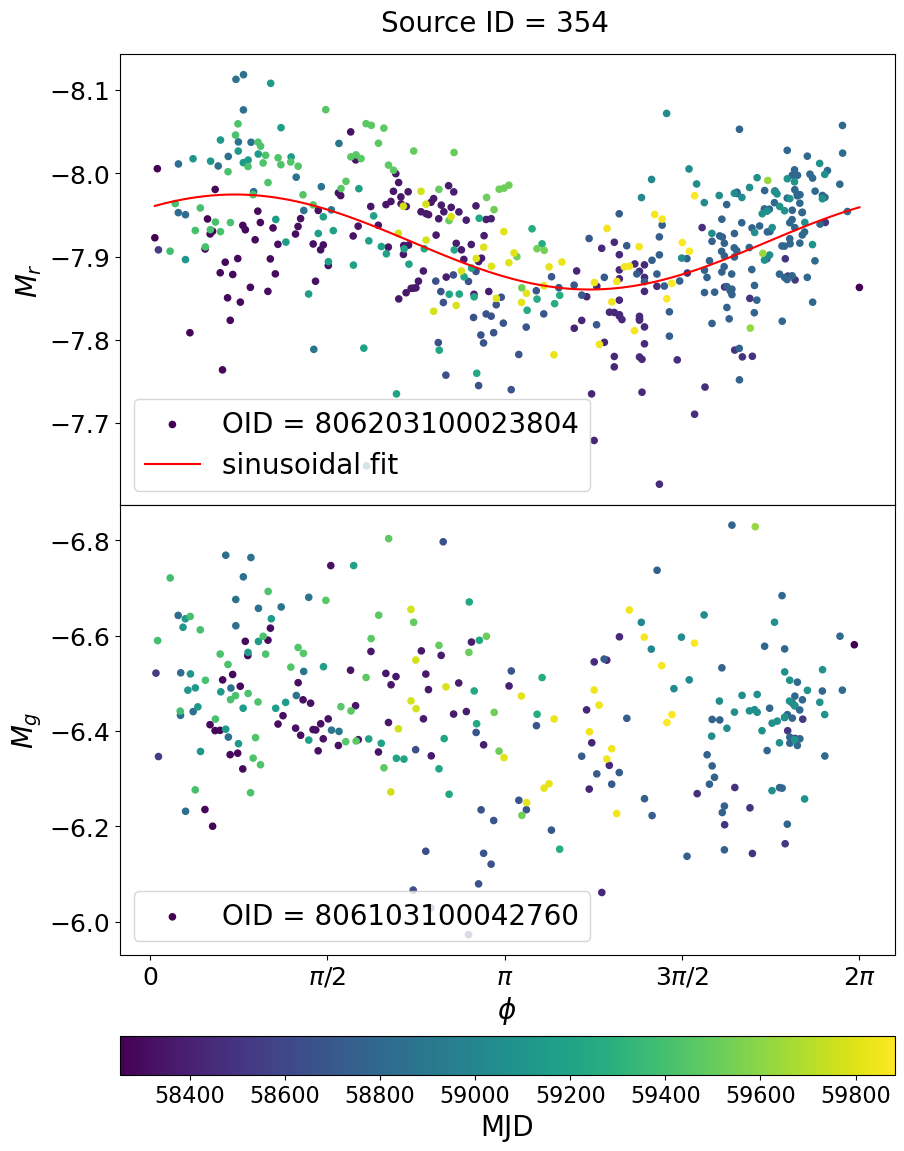 Source ID = 354
−8.1
−8.0
−7.9
−7.8
−7.7
M_r
OID = 806203100023804
sinusoidal fit
−6.8
−6.6
−6.4
−6.2
−6.0
M_g
OID = 806103100042760
0 π/2 π 3π/2 2π
ϕ
58400 58600 58800 59000 59200 59400 59600 59800
MJD